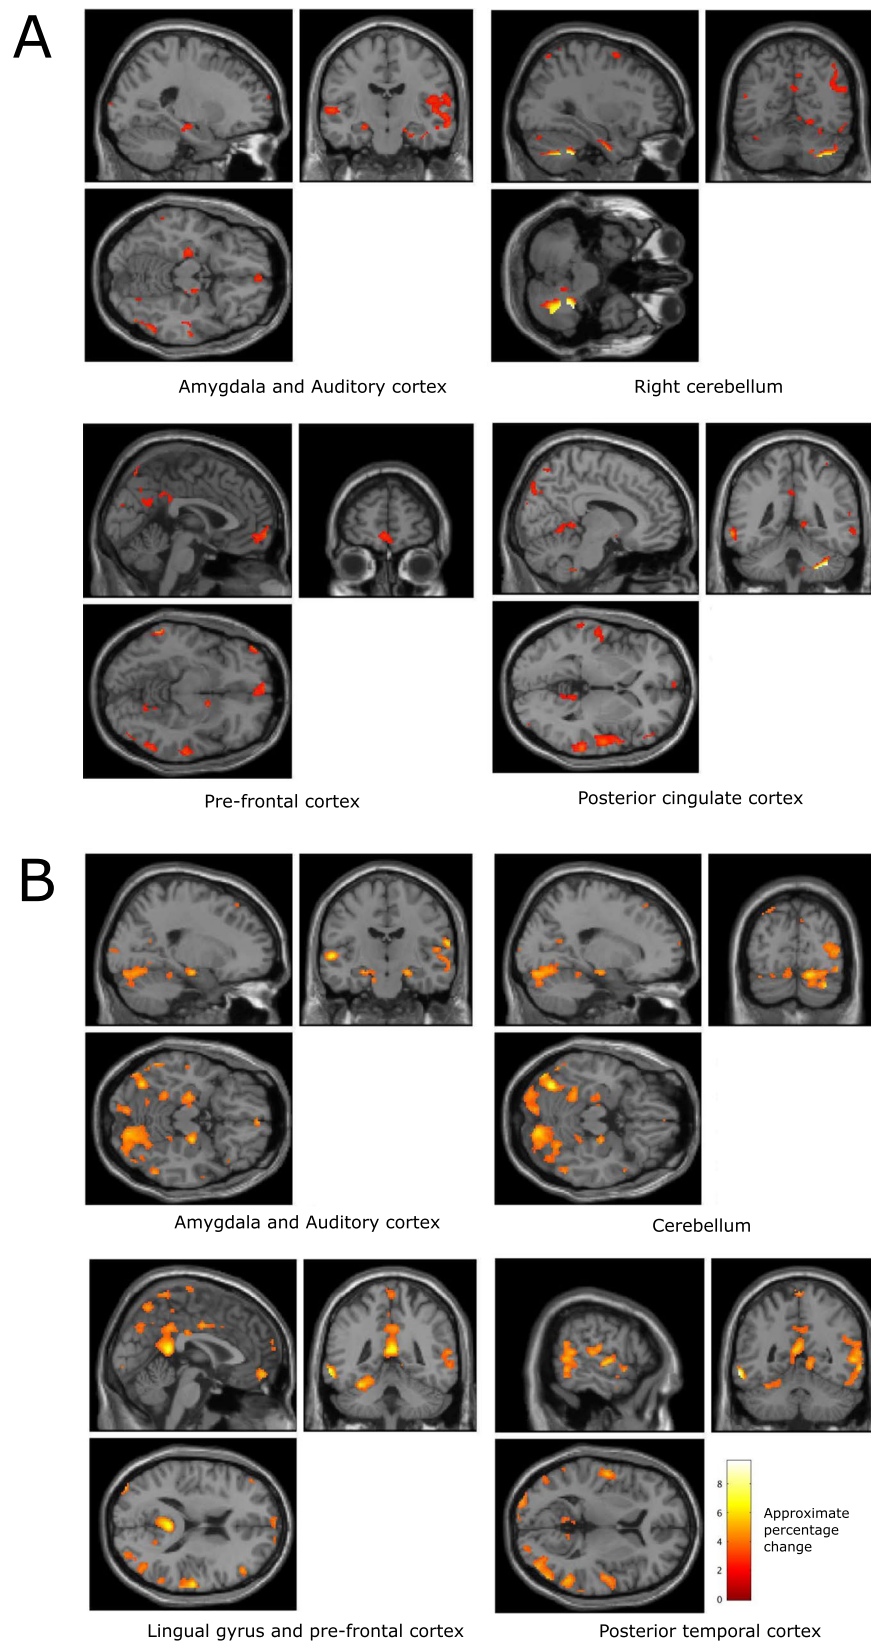 A
Amygdala and Auditory cortex
Right cerebellum
Pre-frontal cortex
Posterior cingulate cortex
B
Amygdala and Auditory cortex
Cerebellum
Lingual gyrus and pre-frontal cortex
Posterior temporal cortex
8
6
4
2
0
Approximate
percentage
change